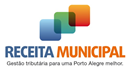 RECEITA MUNICIPAL
Gestão tributária para uma Porto Alegre melhor.